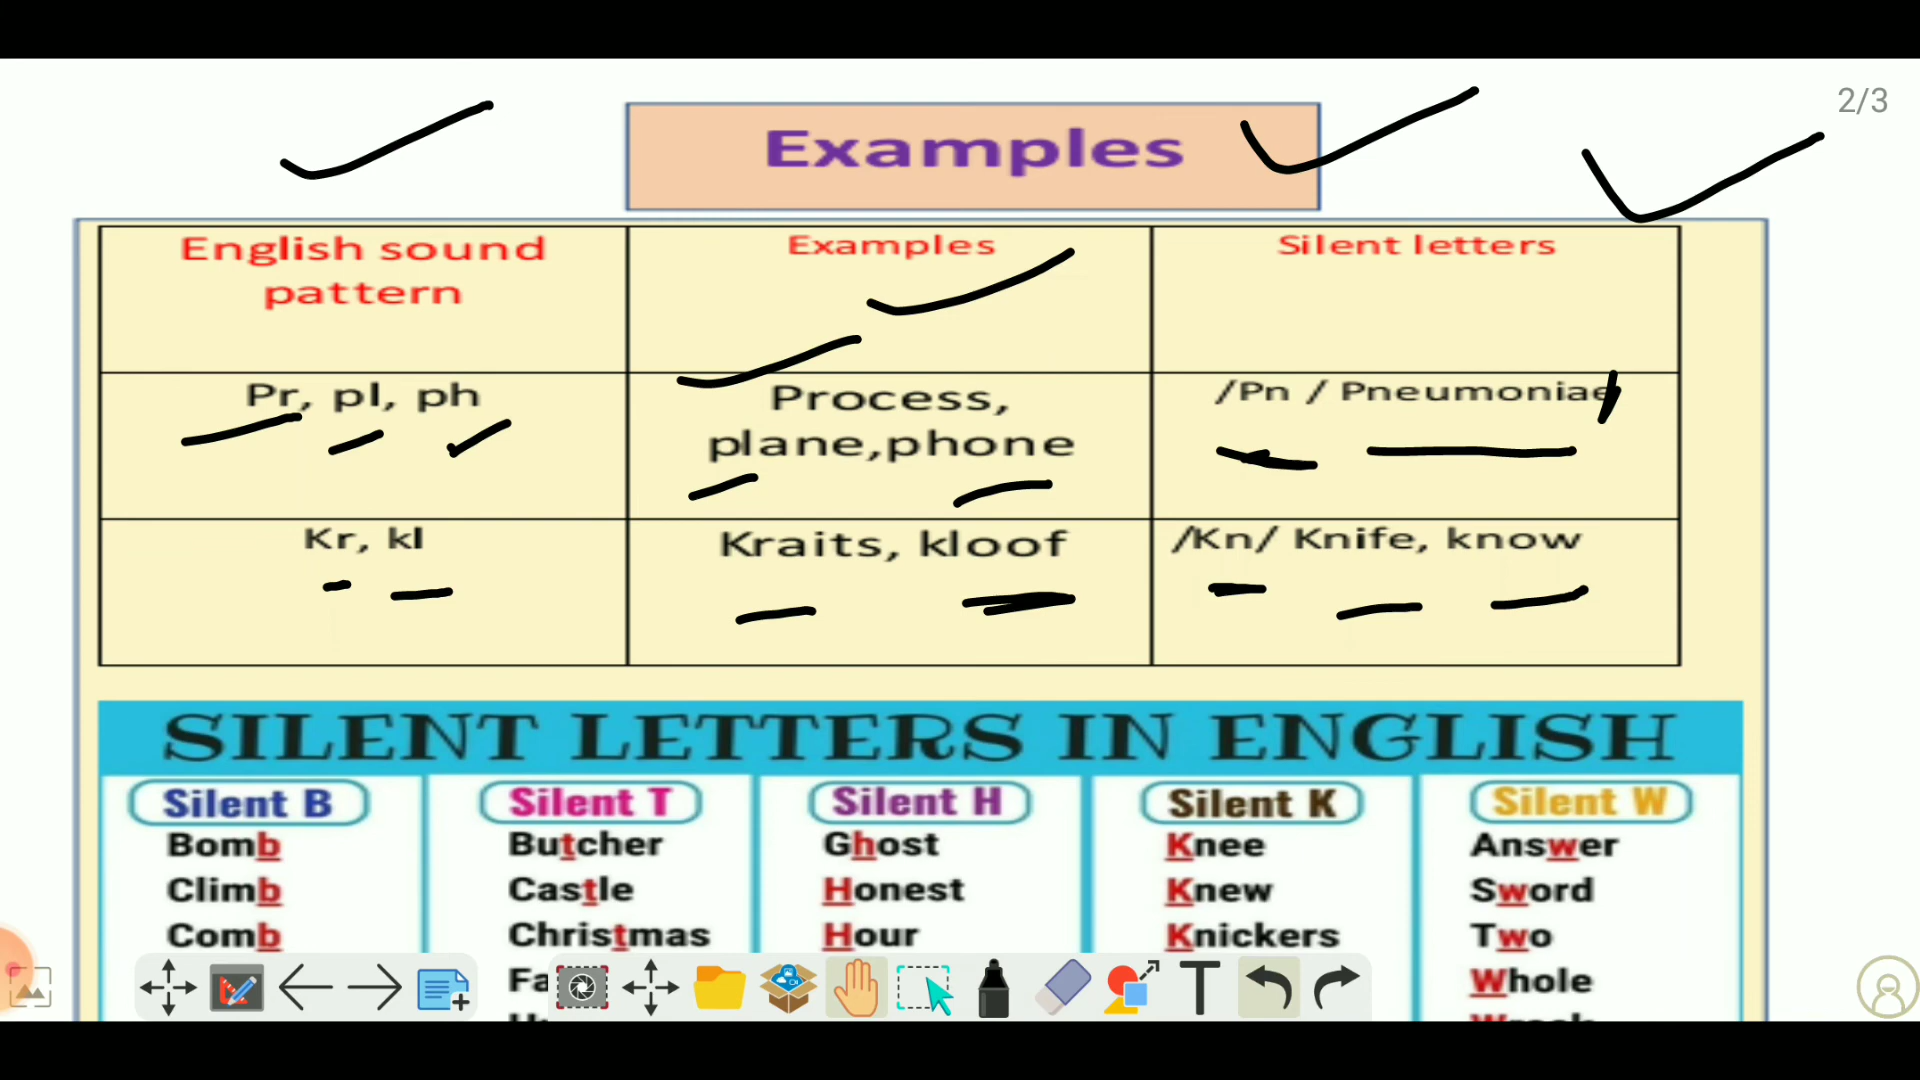 2/3
Examples
English sound
pattern
Examples
Silent letters
Pr, pl, ph
Process,
plane,phone
/Pn / Pneumoniae
Kr, kl
Kraits, kloof
/Kn/ Knife, know
SILENT LETTERS IN ENGLISH
Silent B
Bomb
Climb
Comb
Silent T
Butcher
Castle
Christmas
Silent H
Ghost
Honest
Hour
Silent K
Knee
Knew
Knickers
Silent W
Answer
Sword
Two
Whole